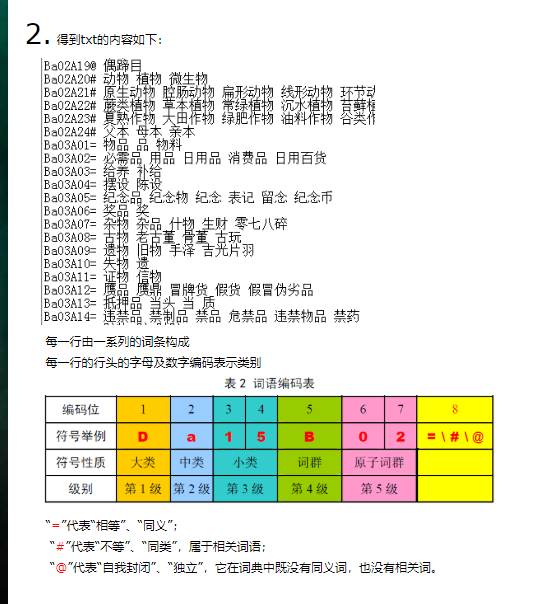 2. 得到txt的内容如下：
Ba02A19@ 偶蹄目
Ba02A20# 动物 植物 微生物
Ba02A21# 原生动物 腔肠动物 扁形动物 线形动物 环节动
Ba02A22# 蕨类植物 草本植物 常绿植物 沉水植物 苔藓植
Ba02A23# 夏熟作物 大田作物 绿肥作物 油料作物 谷类作
Ba02A24# 父本 母本 亲本
Ba03A01= 物品 品 物料
Ba03A02= 必需品 用品 日用品 消费品 日用百货
Ba03A03= 给养 补给
Ba03A04= 摆设 陈设
Ba03A05= 纪念品 纪念物 纪念 表记 留念 纪念币
Ba03A06= 奖品 奖
Ba03A07= 杂物 杂品 什物 生财 零七八碎
Ba03A08= 古物 老古董 骨董 古玩
Ba03A09= 遗物 旧物 手泽 吉光片羽
Ba03A10= 失物 遗
Ba03A11= 证物 信物
Ba03A12= 赝品 赝鼎 冒牌货 假货 假冒伪劣品
Ba03A13= 抵押品 当头 当 质
Ba03A14= 违禁品 禁制品 禁品 危禁品 违禁物品 禁药
每一行由一系列的词条构成
每一行的行头的字母及数字编码表示类别
表 2 词语编码表
编码位 1 2 3 4 5 6 7 8
符号举例 D a 1 5 B 0 2 = \ # \ @
符号性质 大类 中类 小类 词群 原子词群
级别 第 1 级 第 2 级 第 3 级 第 4 级 第 5 级
“=”代表“相等”、“同义”；
“#”代表“不等”、“同类”，属于相关词语；
“@”代表“自我封闭”、“独立”，它在词典中既没有同义词，也没有相关词。